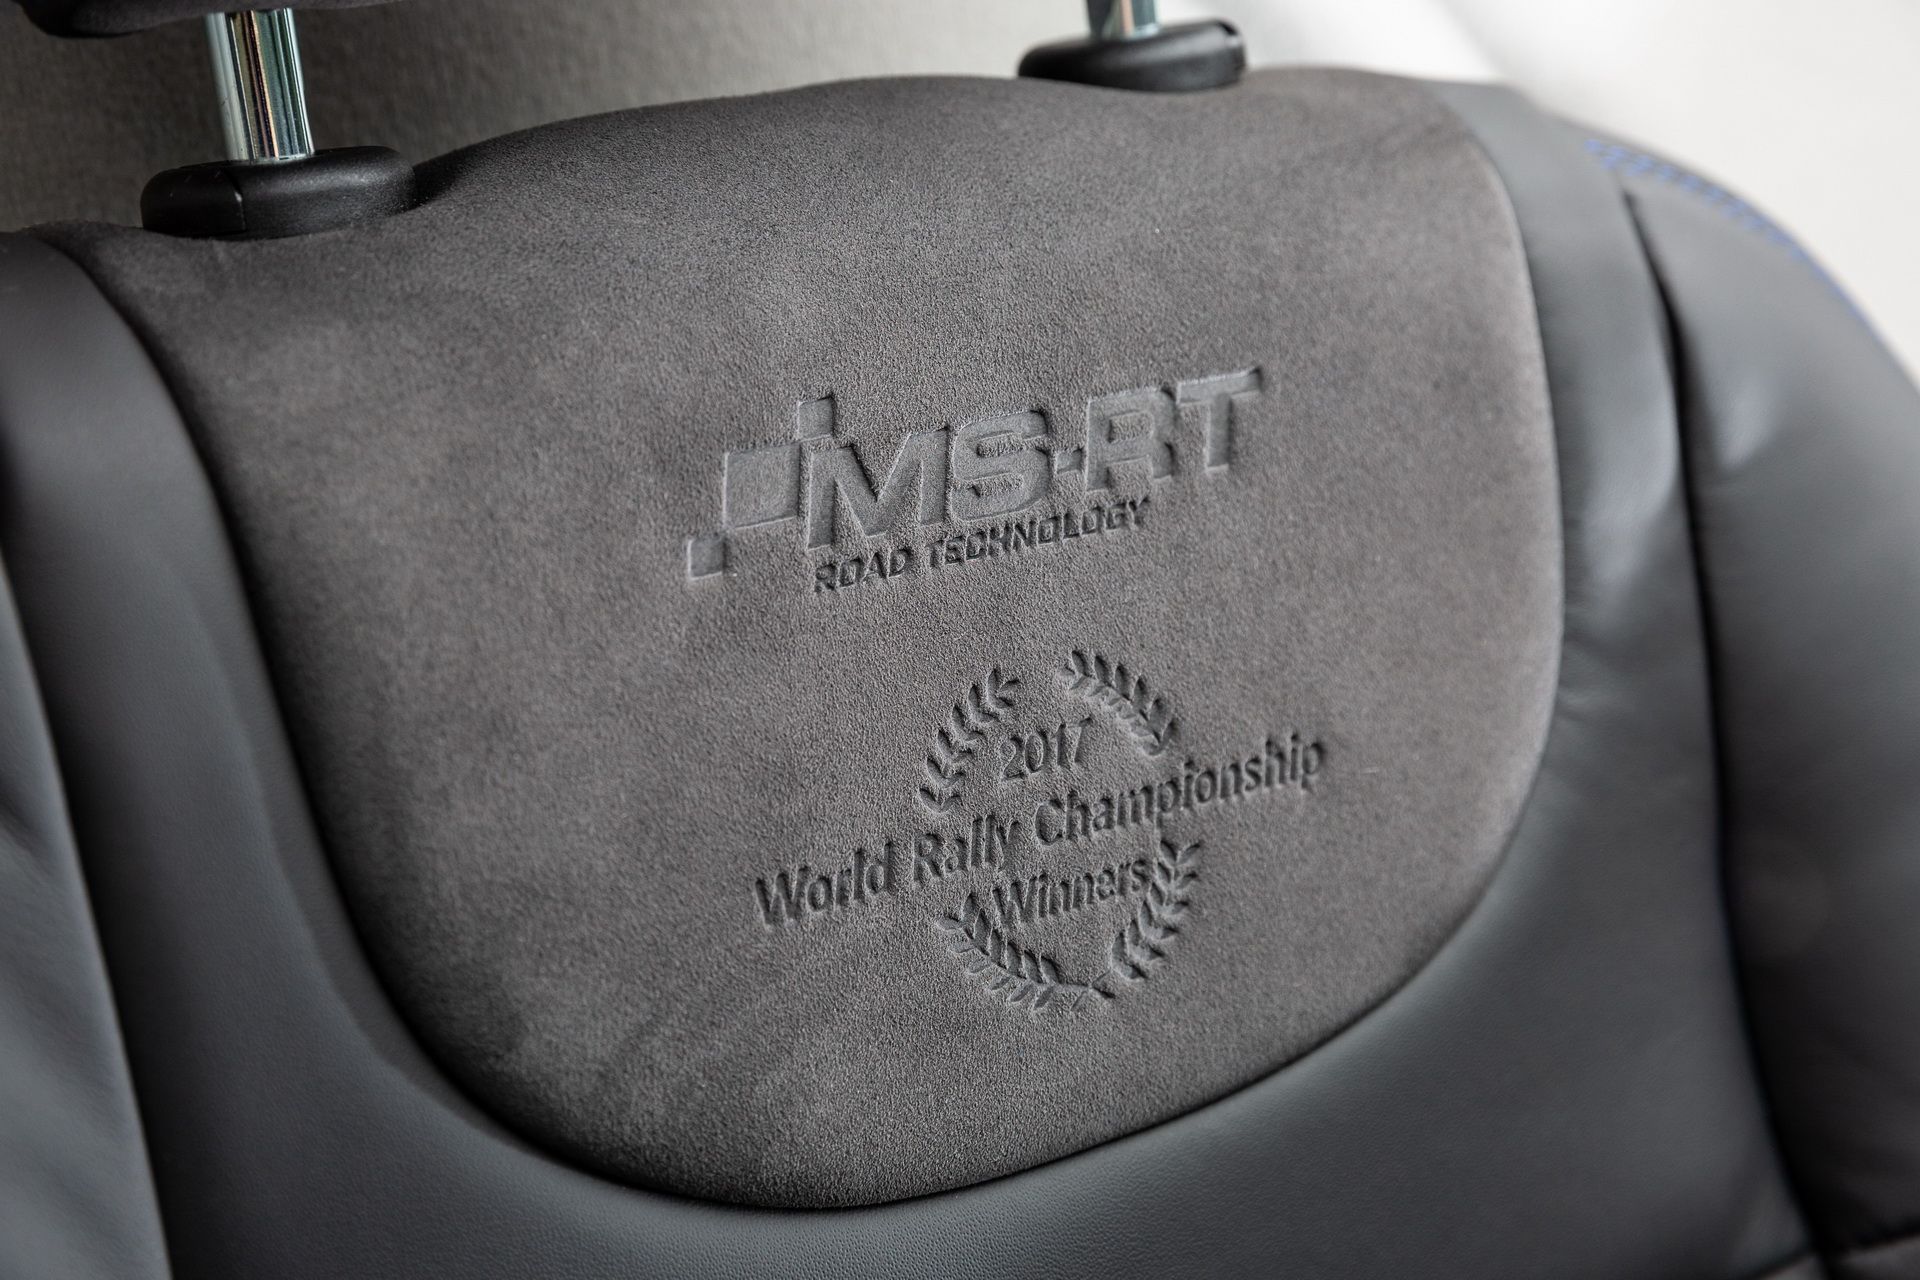 MS-RT
ROAD TECHNOLOGY
2017
World Rally Championship
Winners